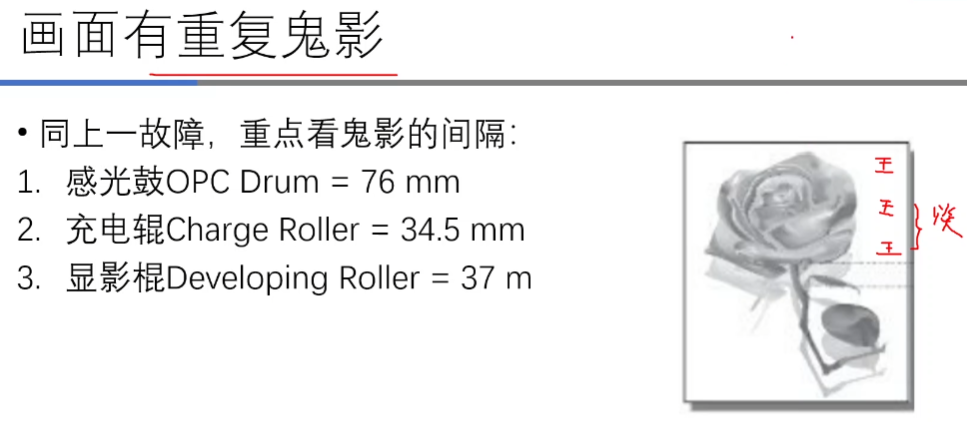 画面有重复鬼影
• 同上一故障，重点看鬼影的间隔：
1. 感光鼓OPC Drum = 76 mm
2. 充电辊Charge Roller = 34.5 mm
3. 显影棍Developing Roller = 37 m
王
王
王